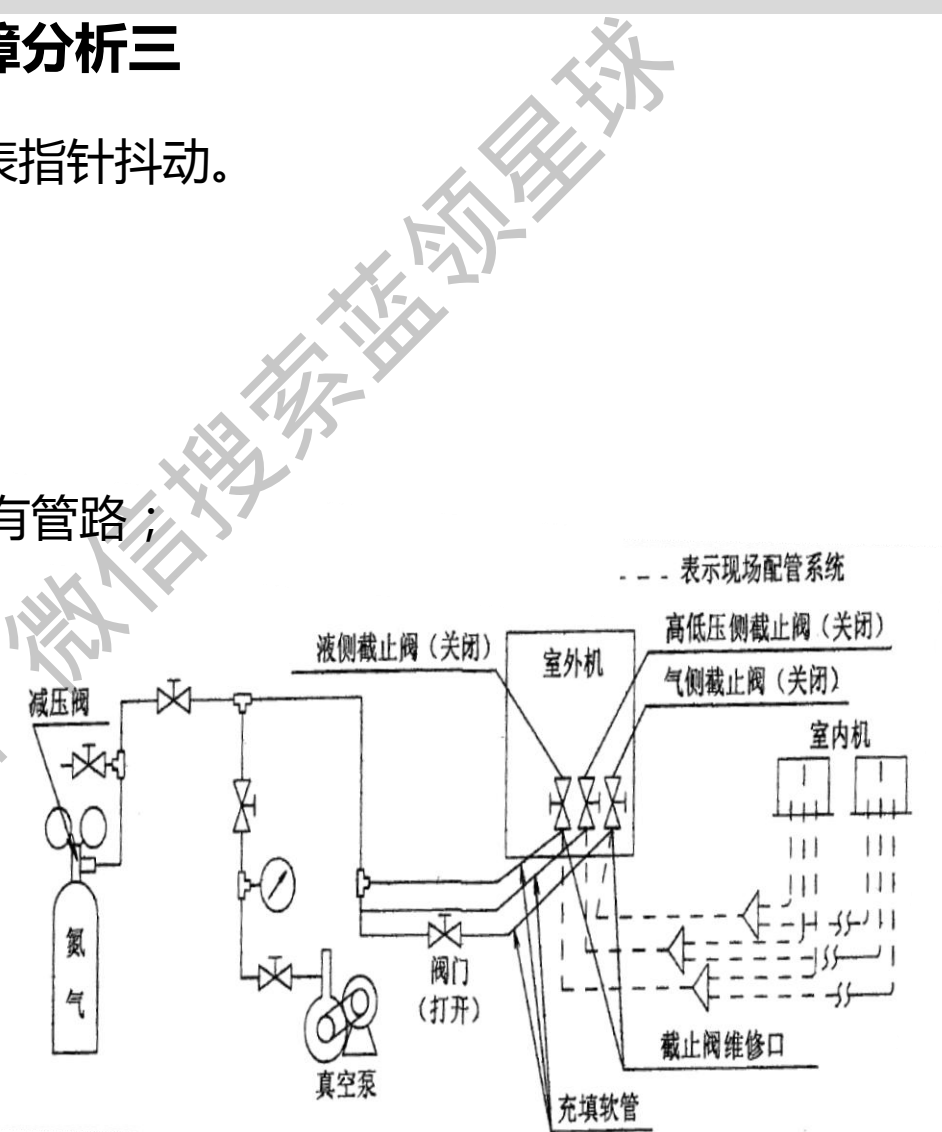 障分析三
表指针抖动。
有管路；
微信搜索蓝领星球
表示现场配管系统
液侧截止阀（关闭）
室外机
高低压侧截止阀（关闭）
气侧截止阀（关闭）
减压阀
室内机
氮
气
阀门
（打开）
真空泵
截止阀维修口
充填软管